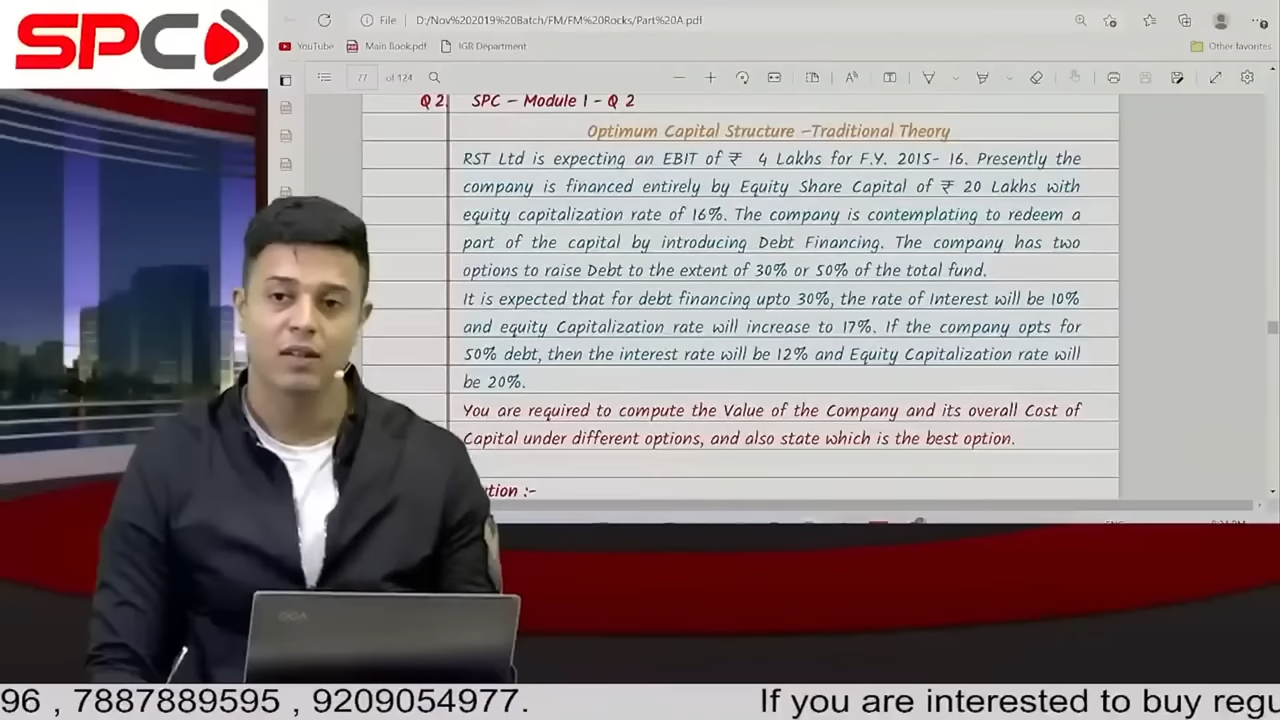 SPC
File D:/Nov%202019%20Batch/FM/FM%20Rocks/Part%20A.pdf
YouTube Main Book.pdf IGR Department Other favorites
77 of 124
Q 2. SPC – Module 1 - Q 2
Optimum Capital Structure –Traditional Theory
RST Ltd is expecting an EBIT of ₹ 4 Lakhs for F.Y. 2015- 16. Presently the
company is financed entirely by Equity Share Capital of ₹ 20 Lakhs with
equity capitalization rate of 16%. The company is contemplating to redeem a
part of the capital by introducing Debt Financing. The company has two
options to raise Debt to the extent of 30% or 50% of the total fund.
It is expected that for debt financing upto 30%, the rate of Interest will be 10%
and equity Capitalization rate will increase to 17%. If the company opts for
50% debt, then the interest rate will be 12% and Equity Capitalization rate will
be 20%.
You are required to compute the Value of the Company and its overall Cost of
Capital under different options, and also state which is the best option.
tion :-
96 , 7887889595 , 9209054977. If you are interested to buy regu